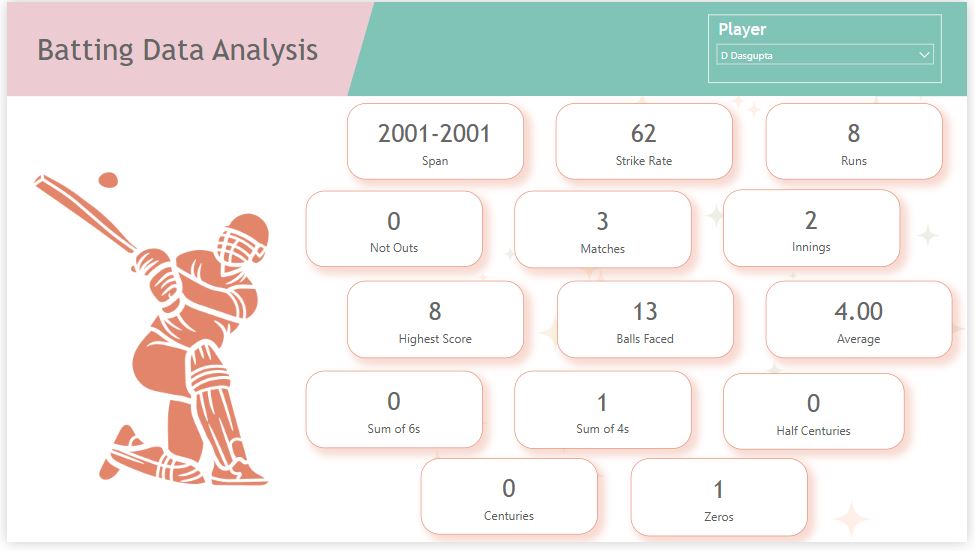 Batting Data Analysis
Player
D Dasgupta
2001-2001
Span
62
Strike Rate
8
Runs
0
Not Outs
3
Matches
2
Innings
8
Highest Score
13
Balls Faced
4.00
Average
0
Sum of 6s
1
Sum of 4s
0
Half Centuries
0
Centuries
1
Zeros